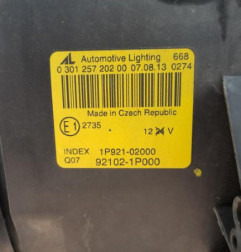 AL Automotive Lighting 668
0 301 257 202 00 07.08.13 0274
Made in Czech Republic
E1 2735 12 V
INDEX 1P921-02000
Q07 92102-1P000